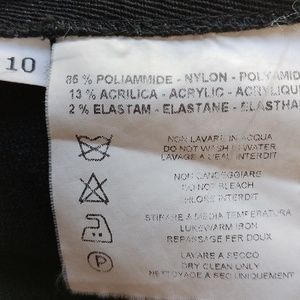 10
85 % POLIAMMIDE - NYLON - POLYAMID
13 % ACRILICA - ACRYLIC - ACRYLIQUE
2 % ELASTAM - ELASTANE - ELASTHA
NON LAVARE IN ACQUA
DO NOT WASH IN WATER
LAVAGE A L'EAU INTERDIT
NON CANDEGGIARE
DO NOT BLEACH
CHLORE INTERDIT
STIRARE A MEDIA TEMPERATURA
LUKEWARM IRON
REPASSAGE FER DOUX
P
LAVARE A SECCO
DRY CLEAN ONLY
NETTOYAGE A SEC UNIQUEMENT